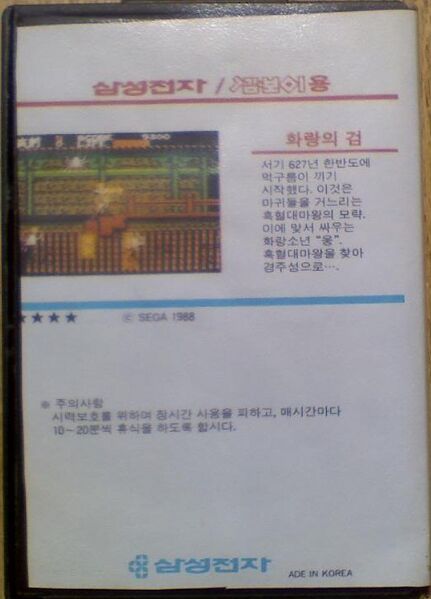 삼성전자 / 겜보이용
화랑의 검
서기 627년 한반도에
먹구름이 끼기
시작했다. 이것은
마귀들을 거느리는
흑혈대마왕의 모략.
이에 맞서 싸우는
화랑소년 “웅”.
흑혈대마왕을 찾아
경주성으로….
★★★★ © SEGA 1988
※ 주의사항
시력보호를 위하여 장시간 사용을 피하고, 매시간마다
10~20분씩 휴식을 하도록 합시다.
삼성전자 ADE IN KOREA